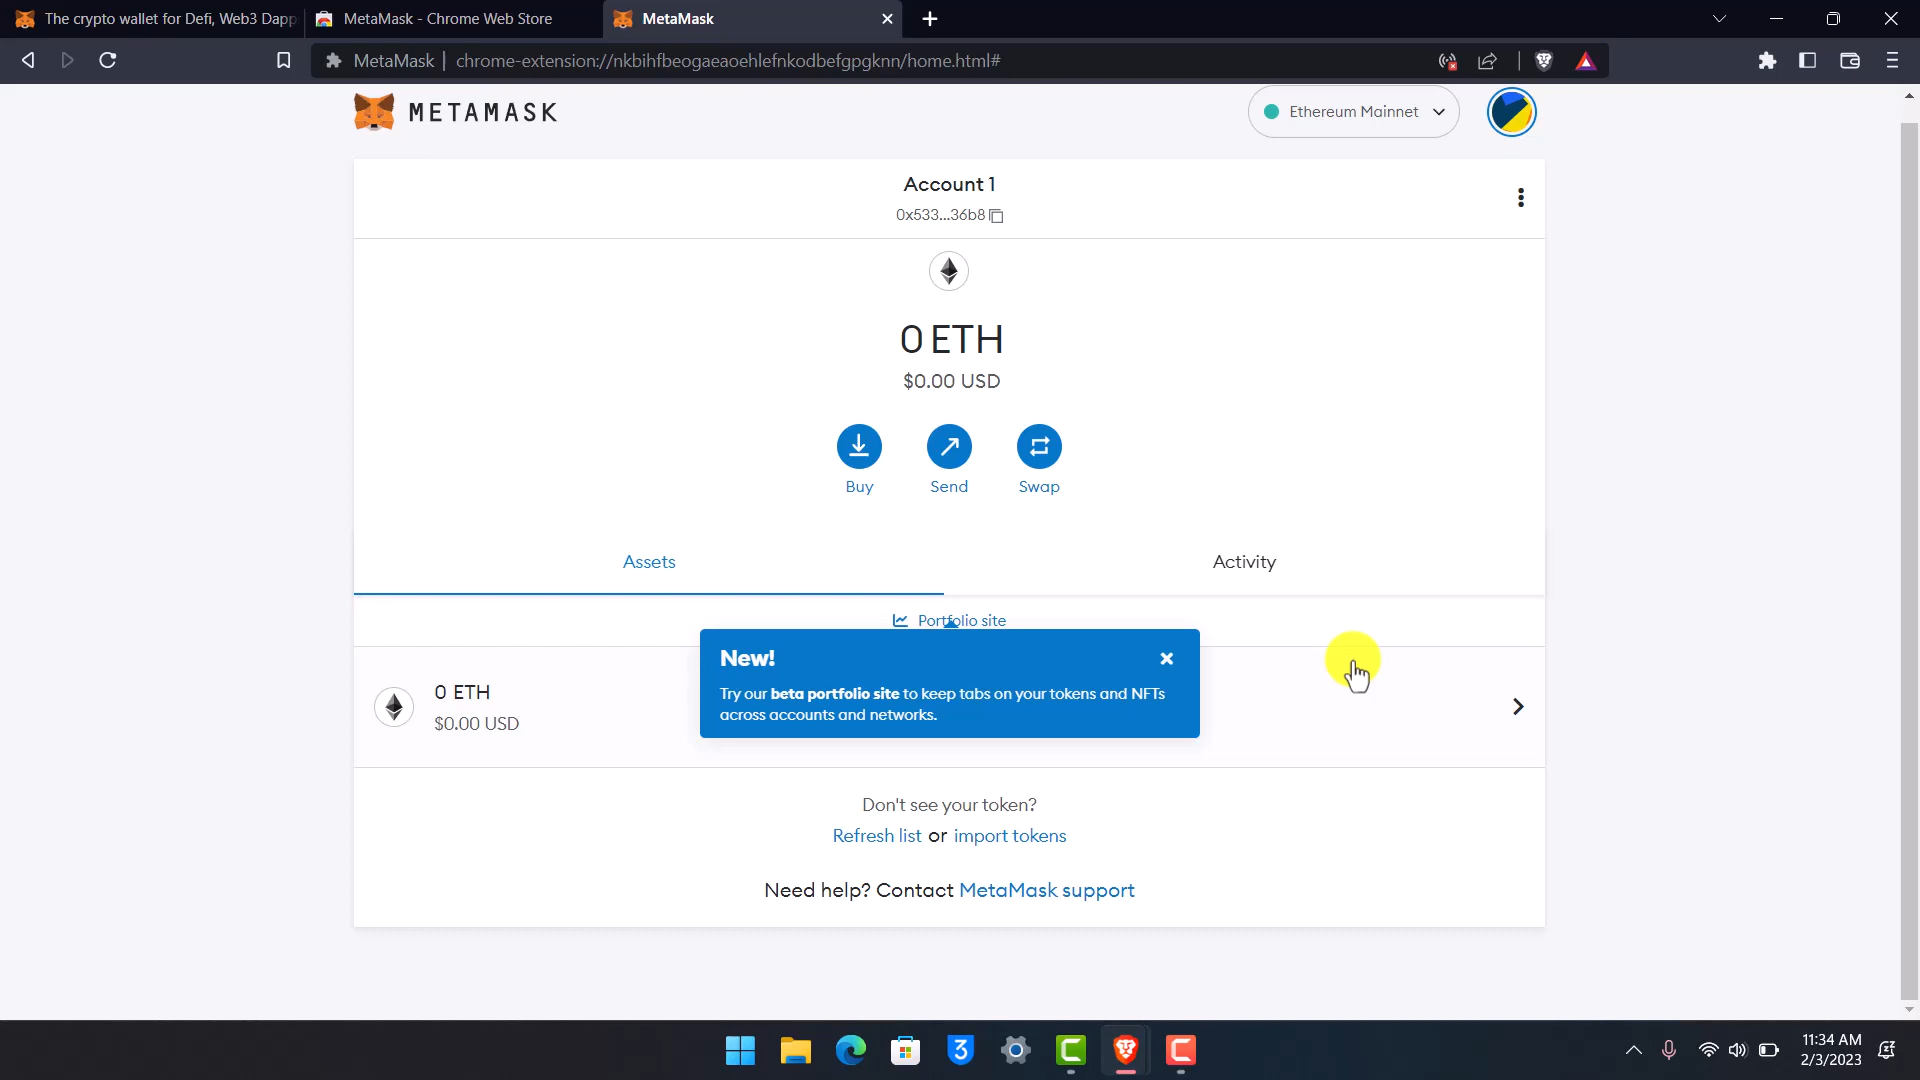 The crypto wallet for Defi, Web3 Dapp
MetaMask - Chrome Web Store
MetaMask
MetaMask
chrome-extension://nkbihfbeogaeaoehlefnkodbefgpgknn/home.html#
METAMASK
Ethereum Mainnet
Account 1
0x533...36b8
0 ETH
$0.00 USD
Buy
Send
Swap
Assets
Activity
Portfolio site
New!
Try our beta portfolio site to keep tabs on your tokens and NFTs
across accounts and networks.
0 ETH
$0.00 USD
Don't see your token?
Refresh list or import tokens
Need help? Contact MetaMask support
3
11:34 AM
2/3/2023